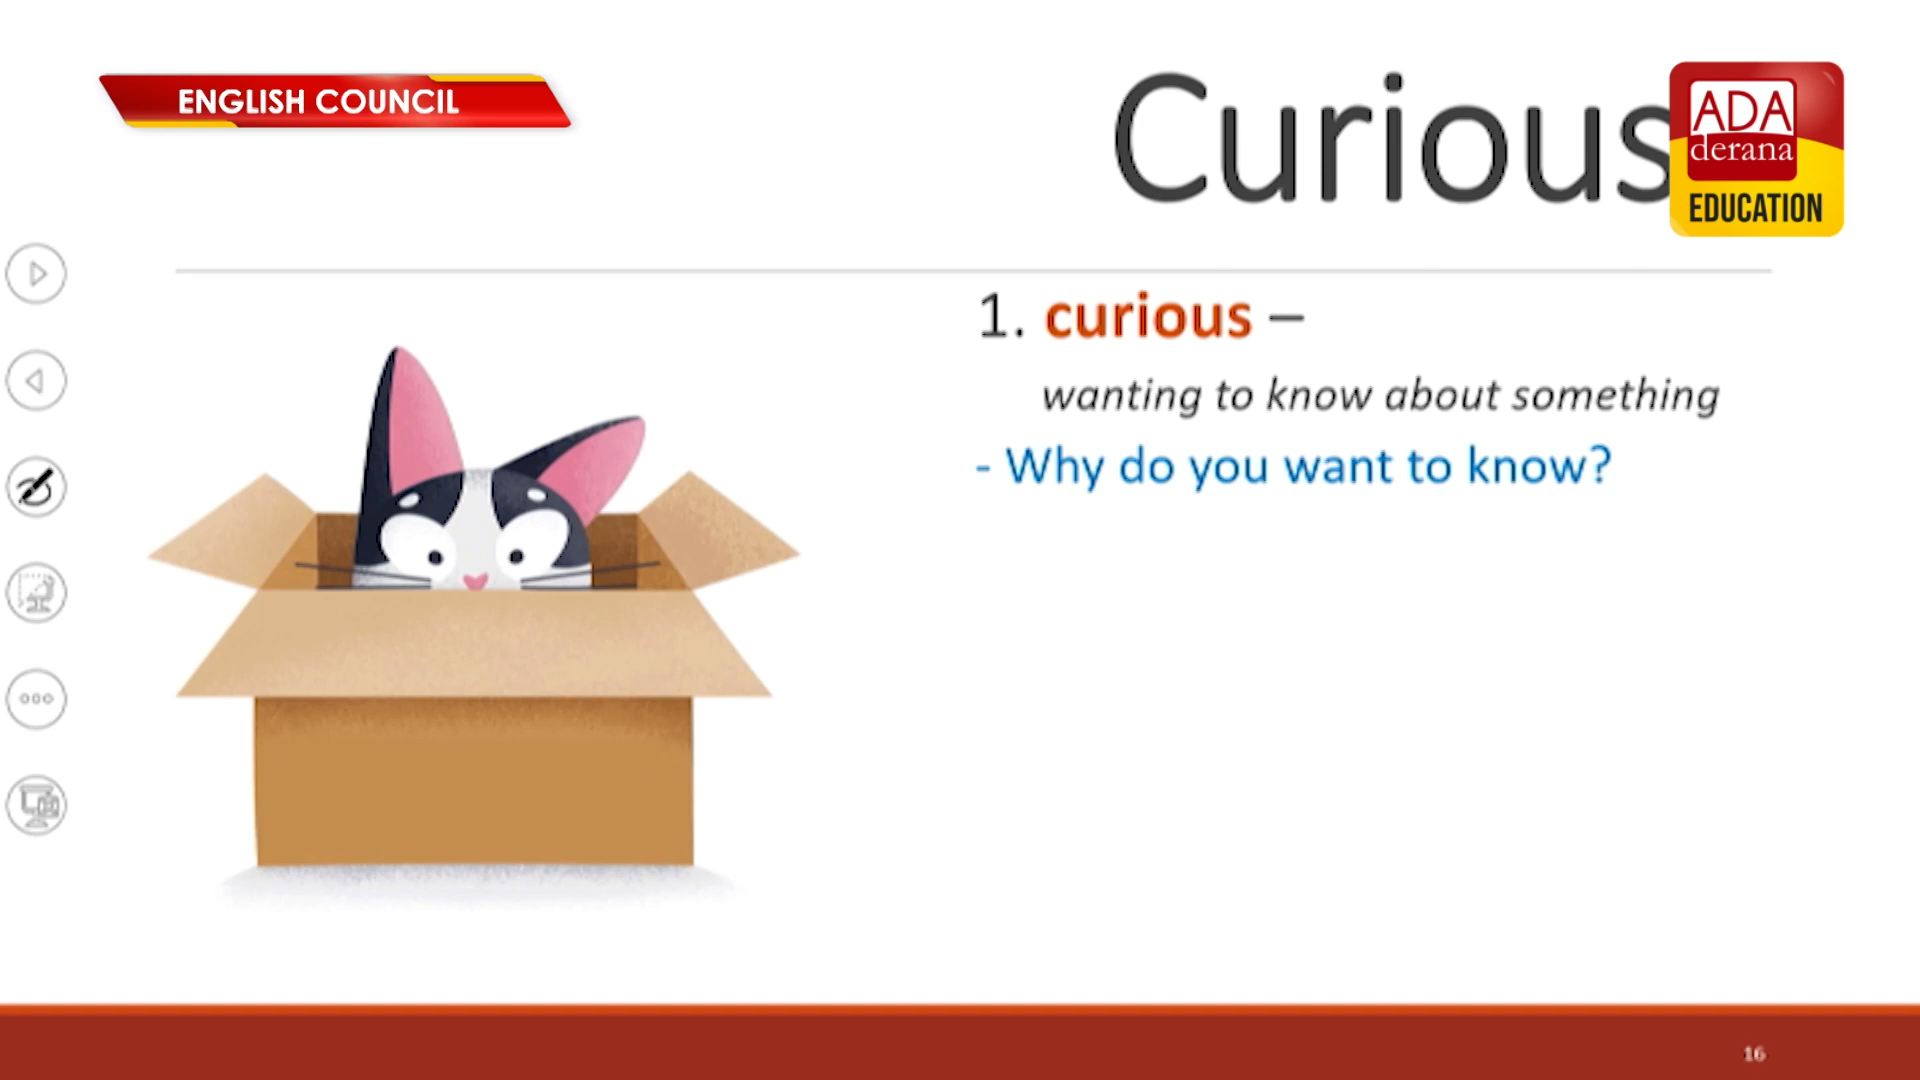 ENGLISH COUNCIL
Curious
ADA
derana
EDUCATION
1. curious –
wanting to know about something
- Why do you want to know?
16